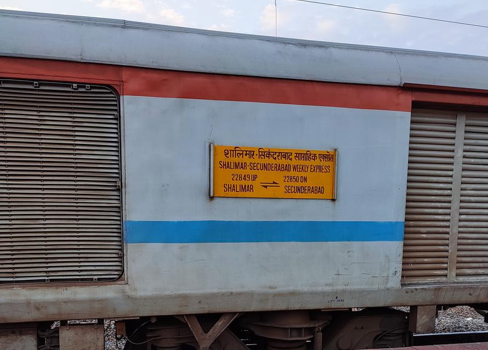 शालिमार-सिकंदराबाद साप्ताहिक एक्सप्रेस
SHALIMAR-SECUNDERABAD WEEKLY EXPRESS
22849 UP 22850 DN
SHALIMAR SECUNDERABAD